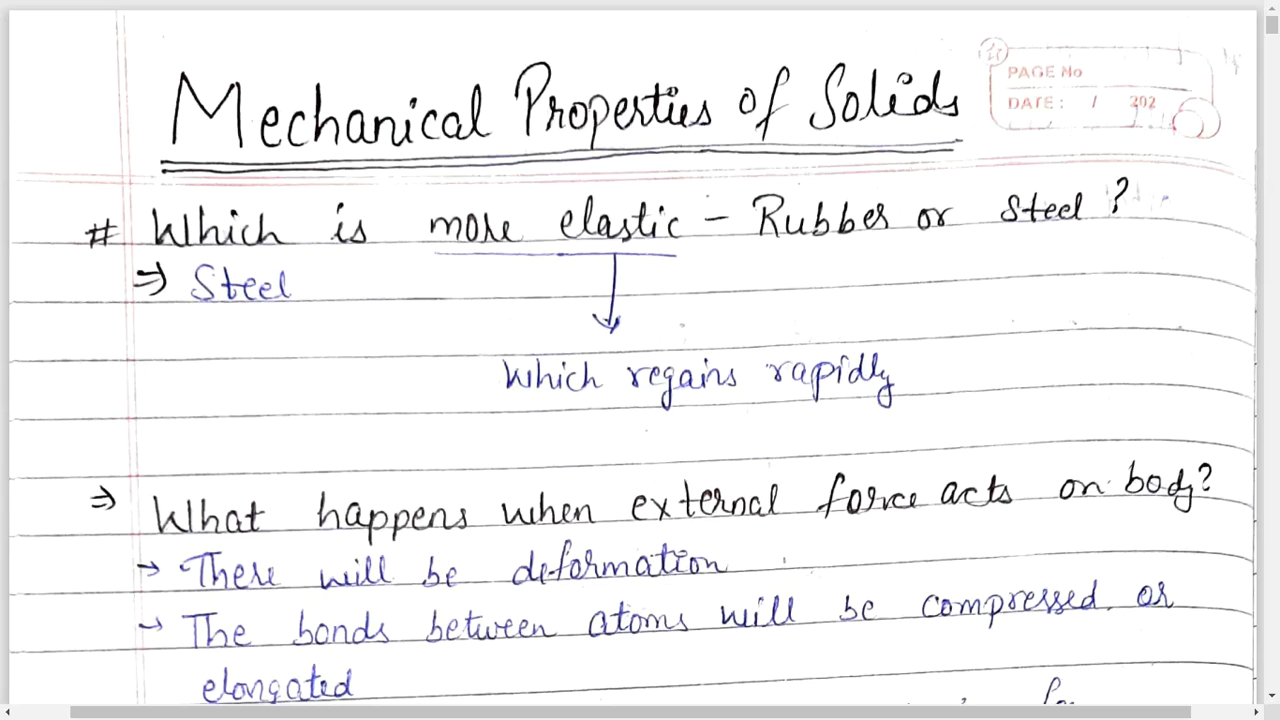 Mechanical Properties of Solids
PAGE No
DATE: / 202
# Which is more elastic - Rubber or Steel?
⇒ Steel
Which regains rapidly
⇒ What happens when external force acts on body?
→ There will be deformation
→ The bonds between atoms will be compressed or
elongated